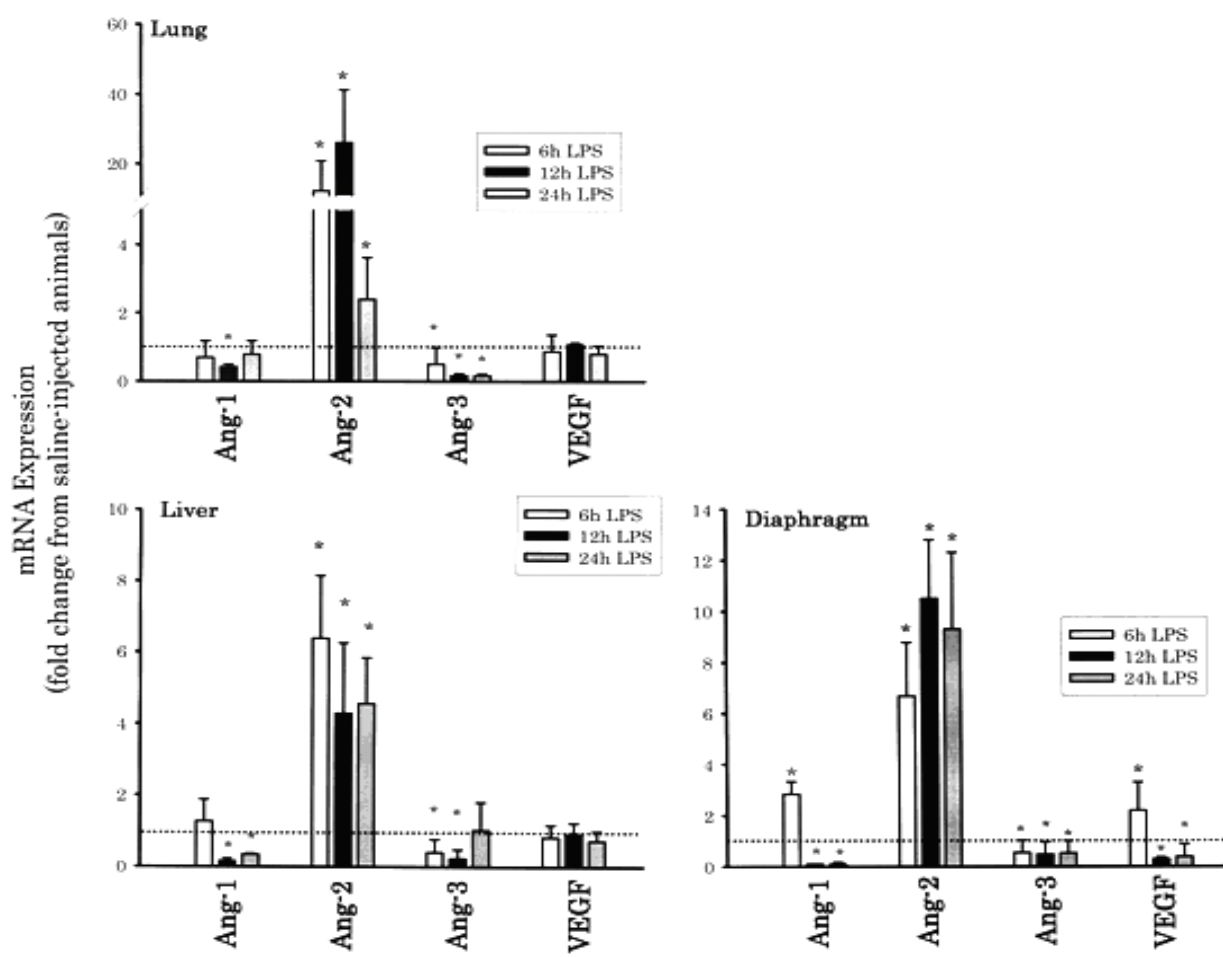 mRNA Expression
(fold change from saline-injected animals)
Lung
60
40
20
4
2
0
*
*
*
*
*
*
*
6h LPS
12h LPS
24h LPS
Ang-1
Ang-2
Ang-3
VEGF
Liver
10
8
6
4
2
0
*
*
*
*
*
*
*
6h LPS
12h LPS
24h LPS
Ang-1
Ang-2
Ang-3
VEGF
Diaphragm
14
12
10
8
6
4
2
0
*
*
*
*
*
*
*
*
*
*
*
*
6h LPS
12h LPS
24h LPS
Ang-1
Ang-2
Ang-3
VEGF